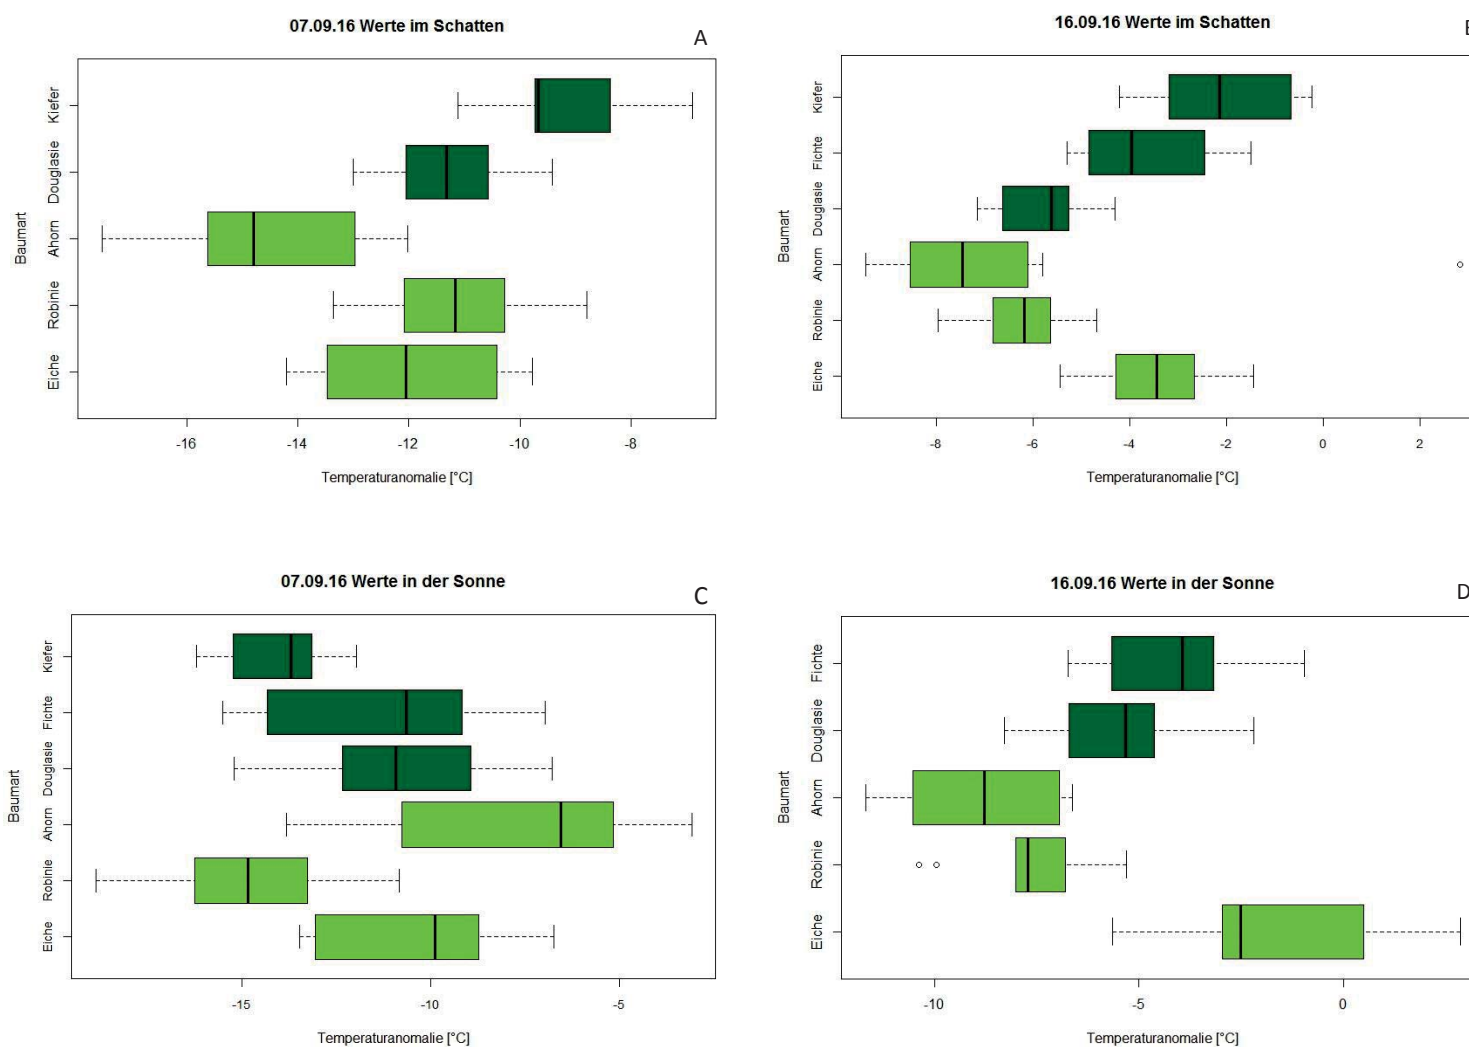 07.09.16 Werte im Schatten
A
Baumart
Kiefer
Douglasie
Ahorn
Robinie
Eiche
-16 -14 -12 -10 -8
Temperaturanomalie [°C]
16.09.16 Werte im Schatten
Baumart
Kiefer
Fichte
Douglasie
Ahorn
Robinie
Eiche
-8 -6 -4 -2 0 2
Temperaturanomalie [°C]
07.09.16 Werte in der Sonne
C
Baumart
Kiefer
Fichte
Douglasie
Ahorn
Robinie
Eiche
-15 -10 -5
Temperaturanomalie [°C]
16.09.16 Werte in der Sonne
D
Baumart
Fichte
Douglasie
Ahorn
Robinie
Eiche
-10 -5 0
Temperaturanomalie [°C]